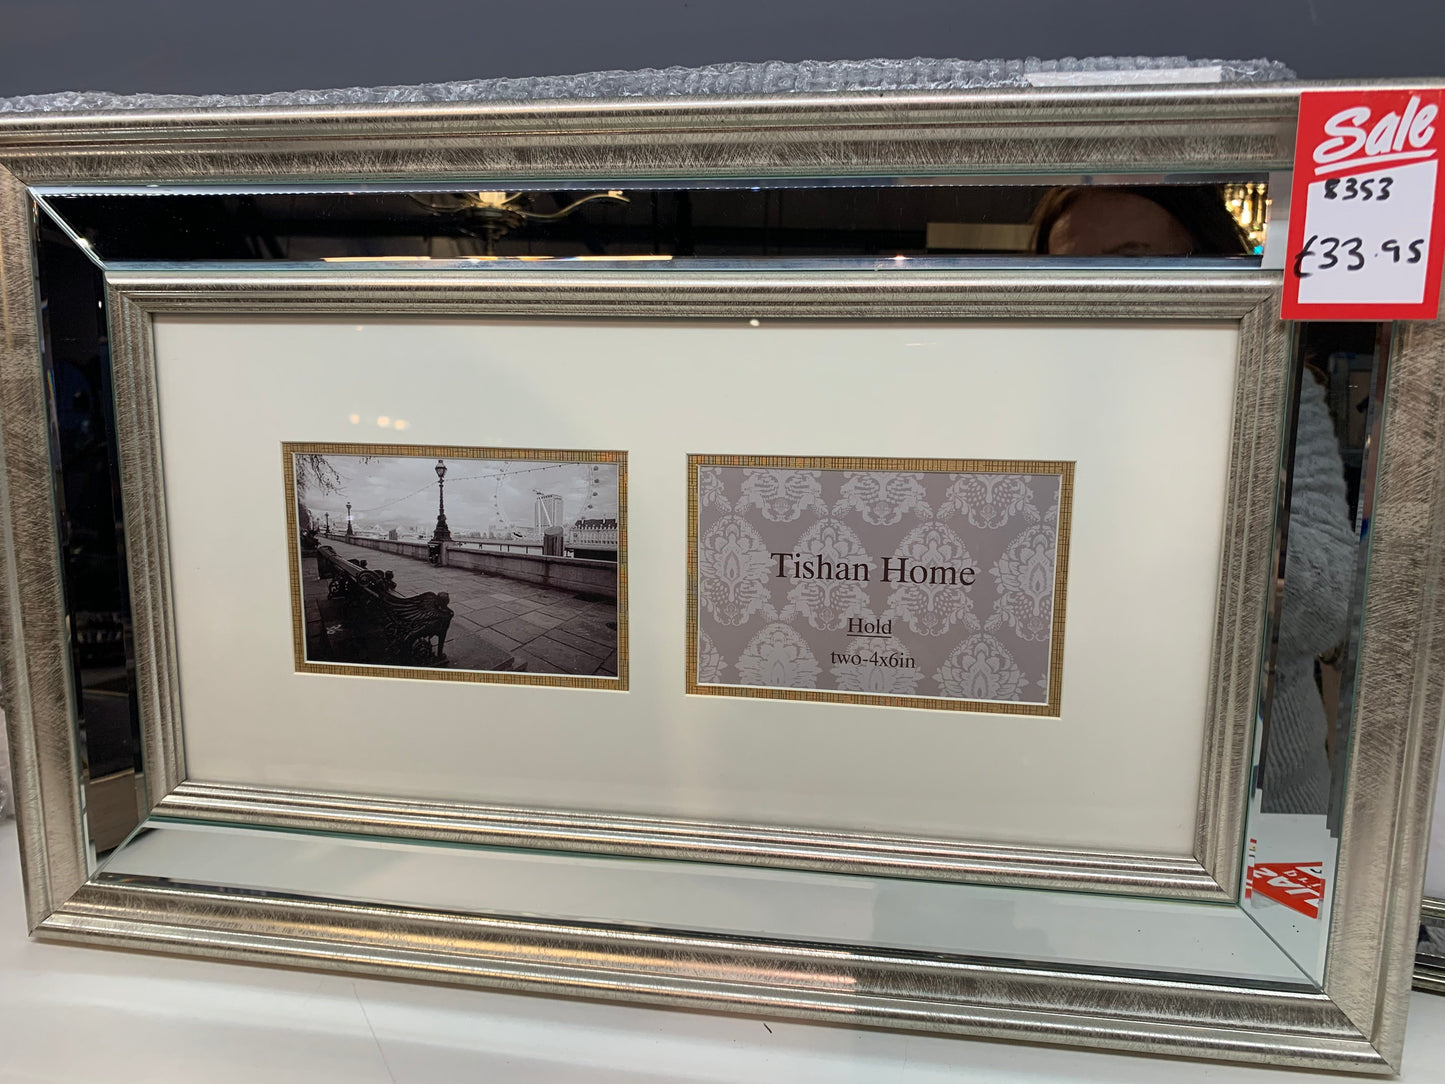 Sale
8353
£33.95
Tishan Home
Hold
two-4x6in